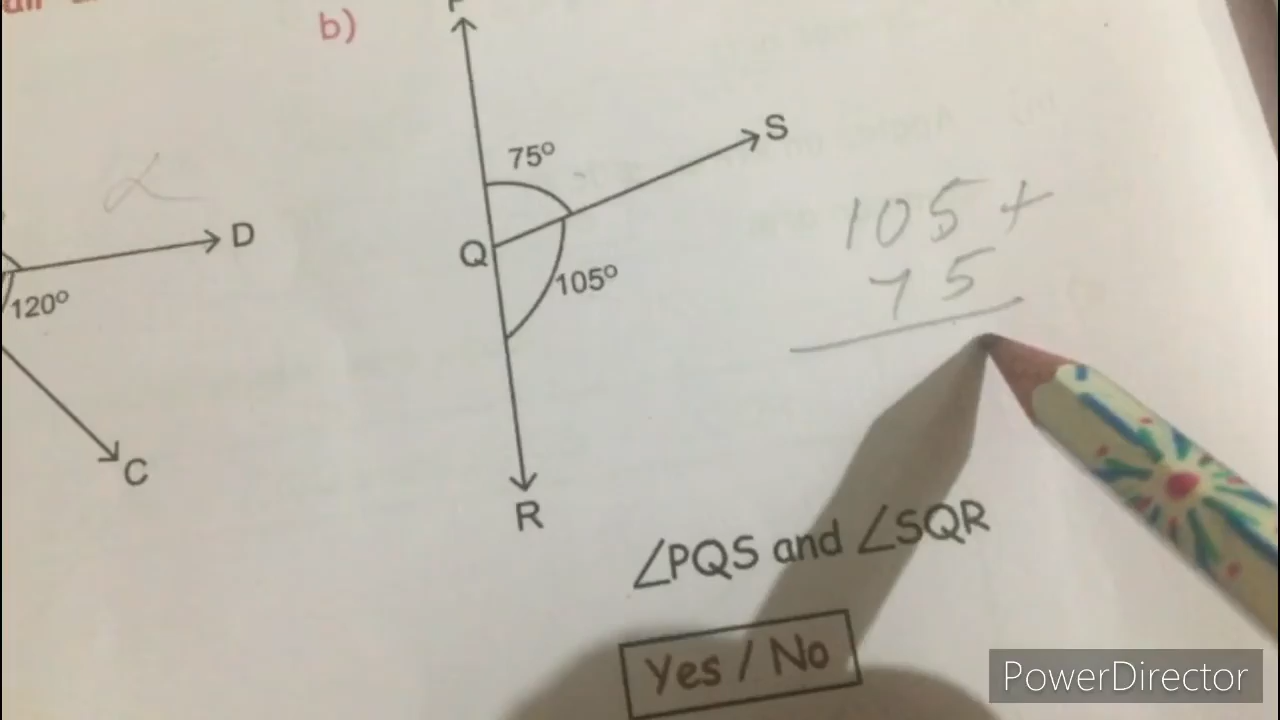 b)
75°
S
Q
105°
R
D
120°
C
105+
75
∠PQS and ∠SQR
Yes / No
PowerDirector